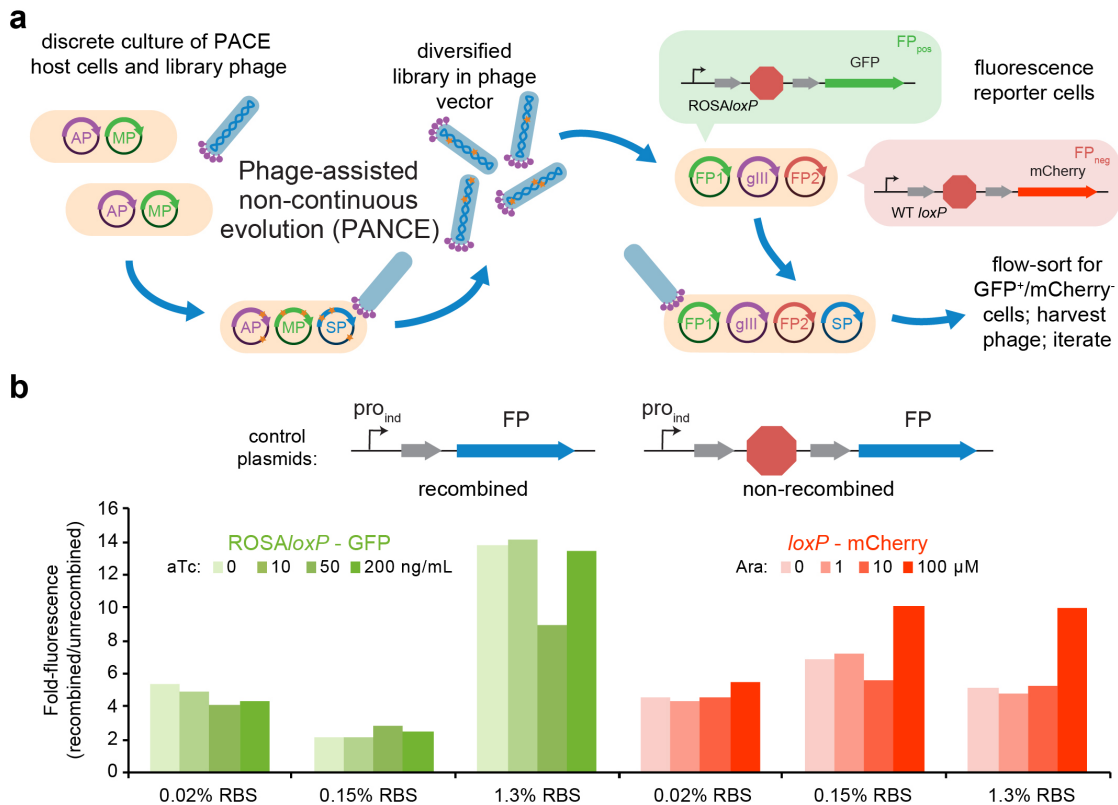 a
discrete culture of PACE
host cells and library phage
AP
MP
AP
MP
Phage-assisted
non-continuous
evolution (PANCE)
AP
MP
SP
diversified
library in phage
vector
FPpos
GFP
ROSAloxP
fluorescence
reporter cells
FP1
gIII
FP2
FPneg
mCherry
WT loxP
FP1
gIII
FP2
SP
flow-sort for
GFP+/mCherry-
cells; harvest
phage; iterate
b
control
plasmids:
proind
FP
recombined
proind
FP
non-recombined
Fold-fluorescence
(recombined/unrecombined)
16
14
12
10
8
6
4
2
0
ROSAloxP - GFP
aTc: 0 10 50 200 ng/mL
loxP - mCherry
Ara: 0 1 10 100 µM
0.02% RBS
0.15% RBS
1.3% RBS
0.02% RBS
0.15% RBS
1.3% RBS